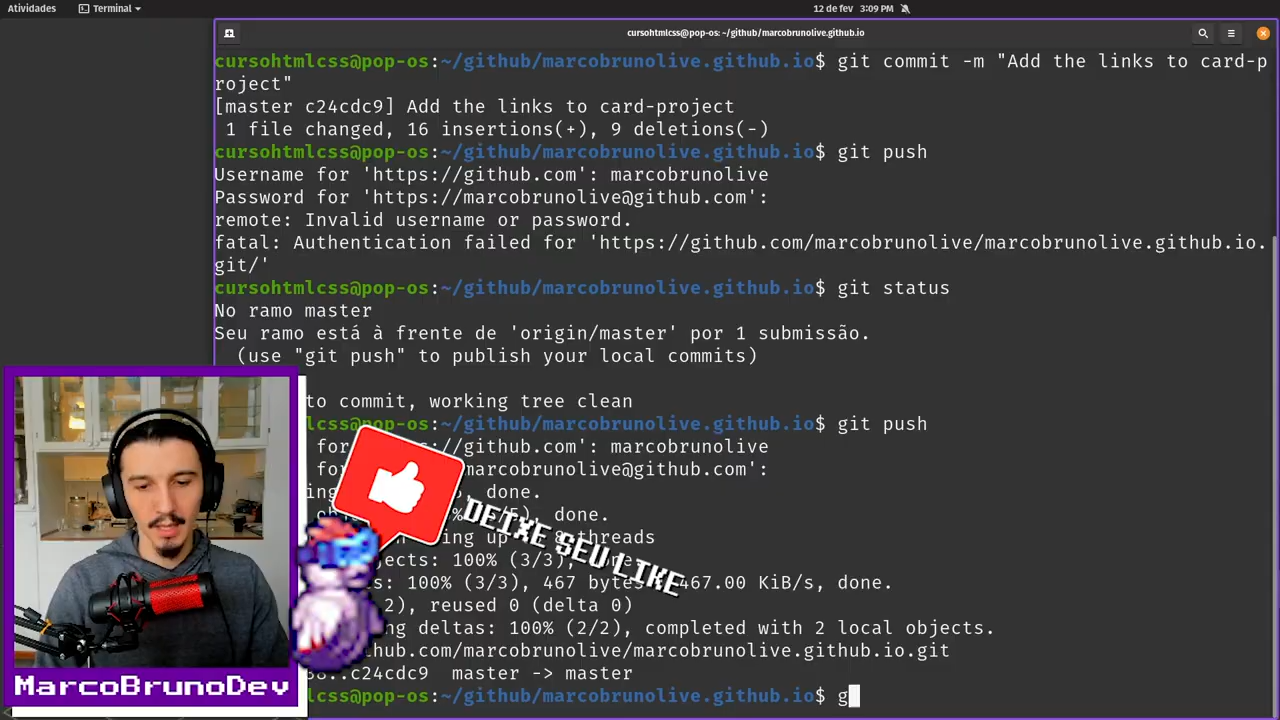 Atividades
Terminal
12 de fev 3:09 PM
cursohtmlcss@pop-os: ~/github/marcobrunolive.github.io
cursohtmlcss@pop-os:~/github/marcobrunolive.github.io$ git commit -m "Add the links to card-p
roject"
[master c24cdc9] Add the links to card-project
1 file changed, 16 insertions(+), 9 deletions(-)
cursohtmlcss@pop-os:~/github/marcobrunolive.github.io$ git push
Username for 'https://github.com': marcobrunolive
Password for 'https://marcobrunolive@github.com':
remote: Invalid username or password.
fatal: Authentication failed for 'https://github.com/marcobrunolive/marcobrunolive.github.io.
git/'
cursohtmlcss@pop-os:~/github/marcobrunolive.github.io$ git status
No ramo master
Seu ramo está à frente de 'origin/master' por 1 submissão.
(use "git push" to publish your local commits)
to commit, working tree clean
lcss@pop-os:~/github/marcobrunolive.github.io$ git push
for 'https://github.com': marcobrunolive
for marcobrunolive@github.com':
done.
done.
up threads
100% (3/3),
100% (3/3), 467 bytes 467.00 KiB/s, done.
reused 0 (delta 0)
deltas: 100% (2/2), completed with 2 local objects.
.com/marcobrunolive/marcobrunolive.github.io.git
..c24cdc9 master -> master
lcss@pop-os:~/github/marcobrunolive.github.io$ g
DEIXE SEU LIKE
MarcoBrunoDev